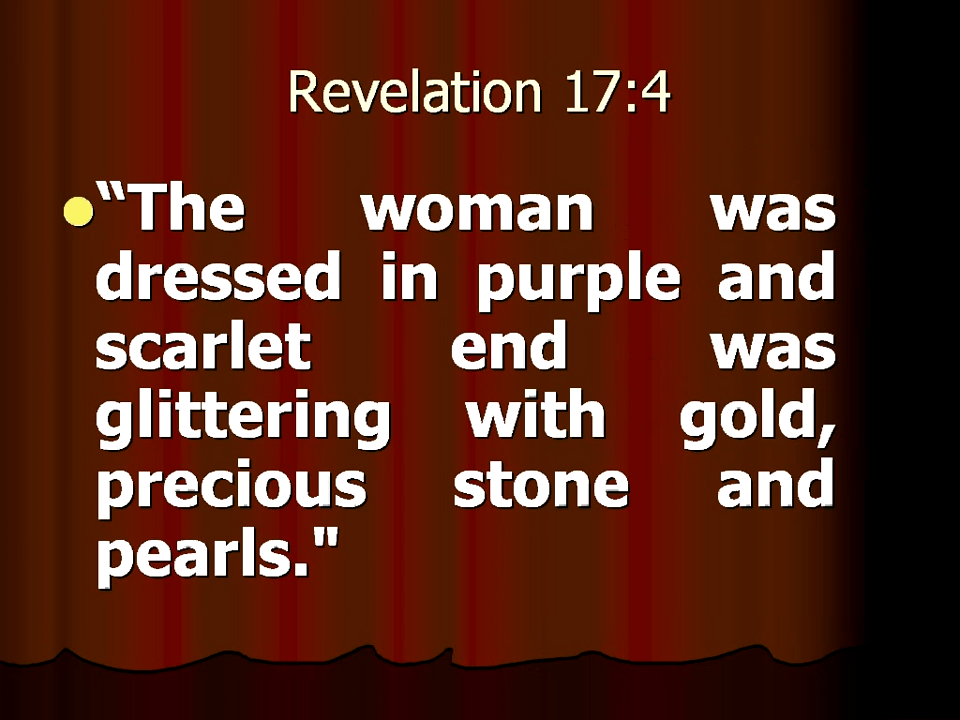 Revelation 17:4
“The woman was
dressed in purple and
scarlet end was
glittering with gold,
precious stone and
pearls."